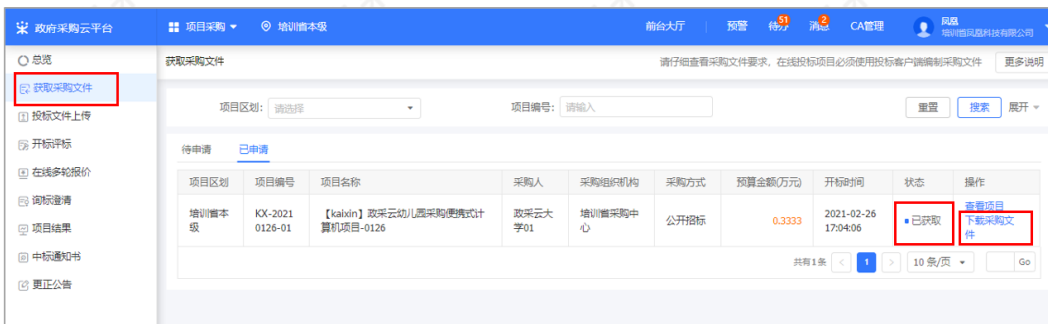 政府采购云平台
项目采购
培训省本级
前台大厅
预警
待办
51
消息
2
CA管理
凤凰
培训省凤凰科技有限公司
总览
获取采购文件
投标文件上传
开标评标
在线多轮报价
询标澄清
项目结果
中标通知书
更正公告
获取采购文件
请仔细查看采购文件要求，在线投标项目必须使用投标客户端编制采购文件
更多说明
项目区划：
请选择
项目编号：
请输入
重置
搜索
展开
待申请
已申请
项目区划
项目编号
项目名称
采购人
采购组织机构
采购方式
预算金额(万元)
开标时间
状态
操作
培训省本
级
KX-2021
0126-01
【kaixin】政采云幼儿园采购便携式计
算机项目-0126
政采云大
学01
培训省采购中
心
公开招标
0.3333
2021-02-26
17:04:06
已获取
查看项目
下载采购文
件
共有1条
1
10 条/页
Go